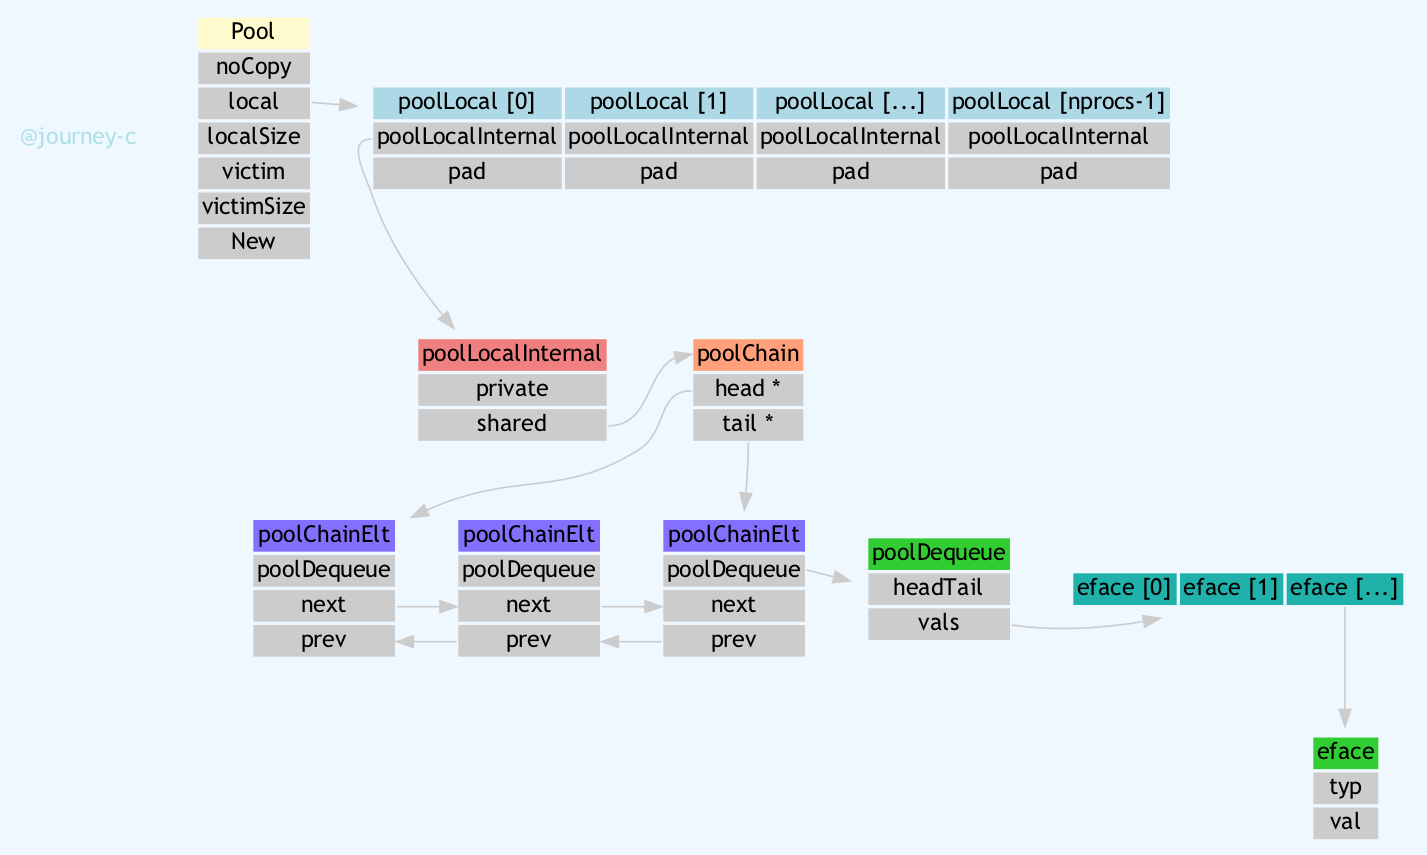 Pool
noCopy
local
localSize
victim
victimSize
New
@journey-c
poolLocal [0] poolLocal [1] poolLocal [...] poolLocal [nprocs-1]
poolLocalInternal poolLocalInternal poolLocalInternal poolLocalInternal
pad pad pad pad
poolLocalInternal
private
shared
poolChain
head *
tail *
poolChainElt poolChainElt poolChainElt
poolDequeue poolDequeue poolDequeue
next next next
prev prev prev
poolDequeue
headTail
vals
eface [0] eface [1] eface [...]
eface
typ
val